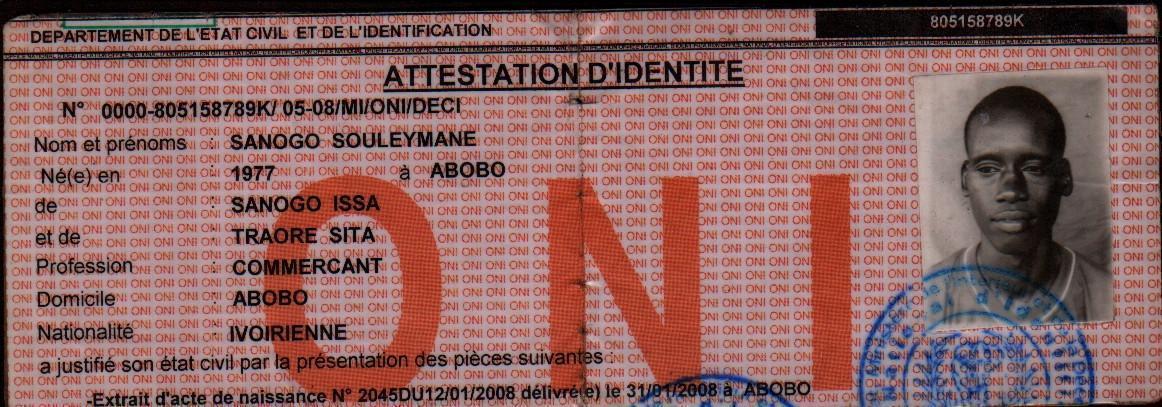 DEPARTEMENT DE L'ETAT CIVIL ET DE L'IDENTIFICATION
805158789K
ATTESTATION D'IDENTITE
N° 0000-805158789K/ 05-08/MI/ONI/DECI
Nom et prénoms : SANOGO SOULEYMANE
Né(e) en : 1977 à ABOBO
de : SANOGO ISSA
et de : TRAORE SITA
Profession : COMMERCANT
Domicile : ABOBO
Nationalité : IVOIRIENNE
a justifié son état civil par la présentation des pièces suivantes :
-Extrait d'acte de naissance N° 2045DU12/01/2008 délivré(e) le 31/01/2008 à ABOBO
ONI